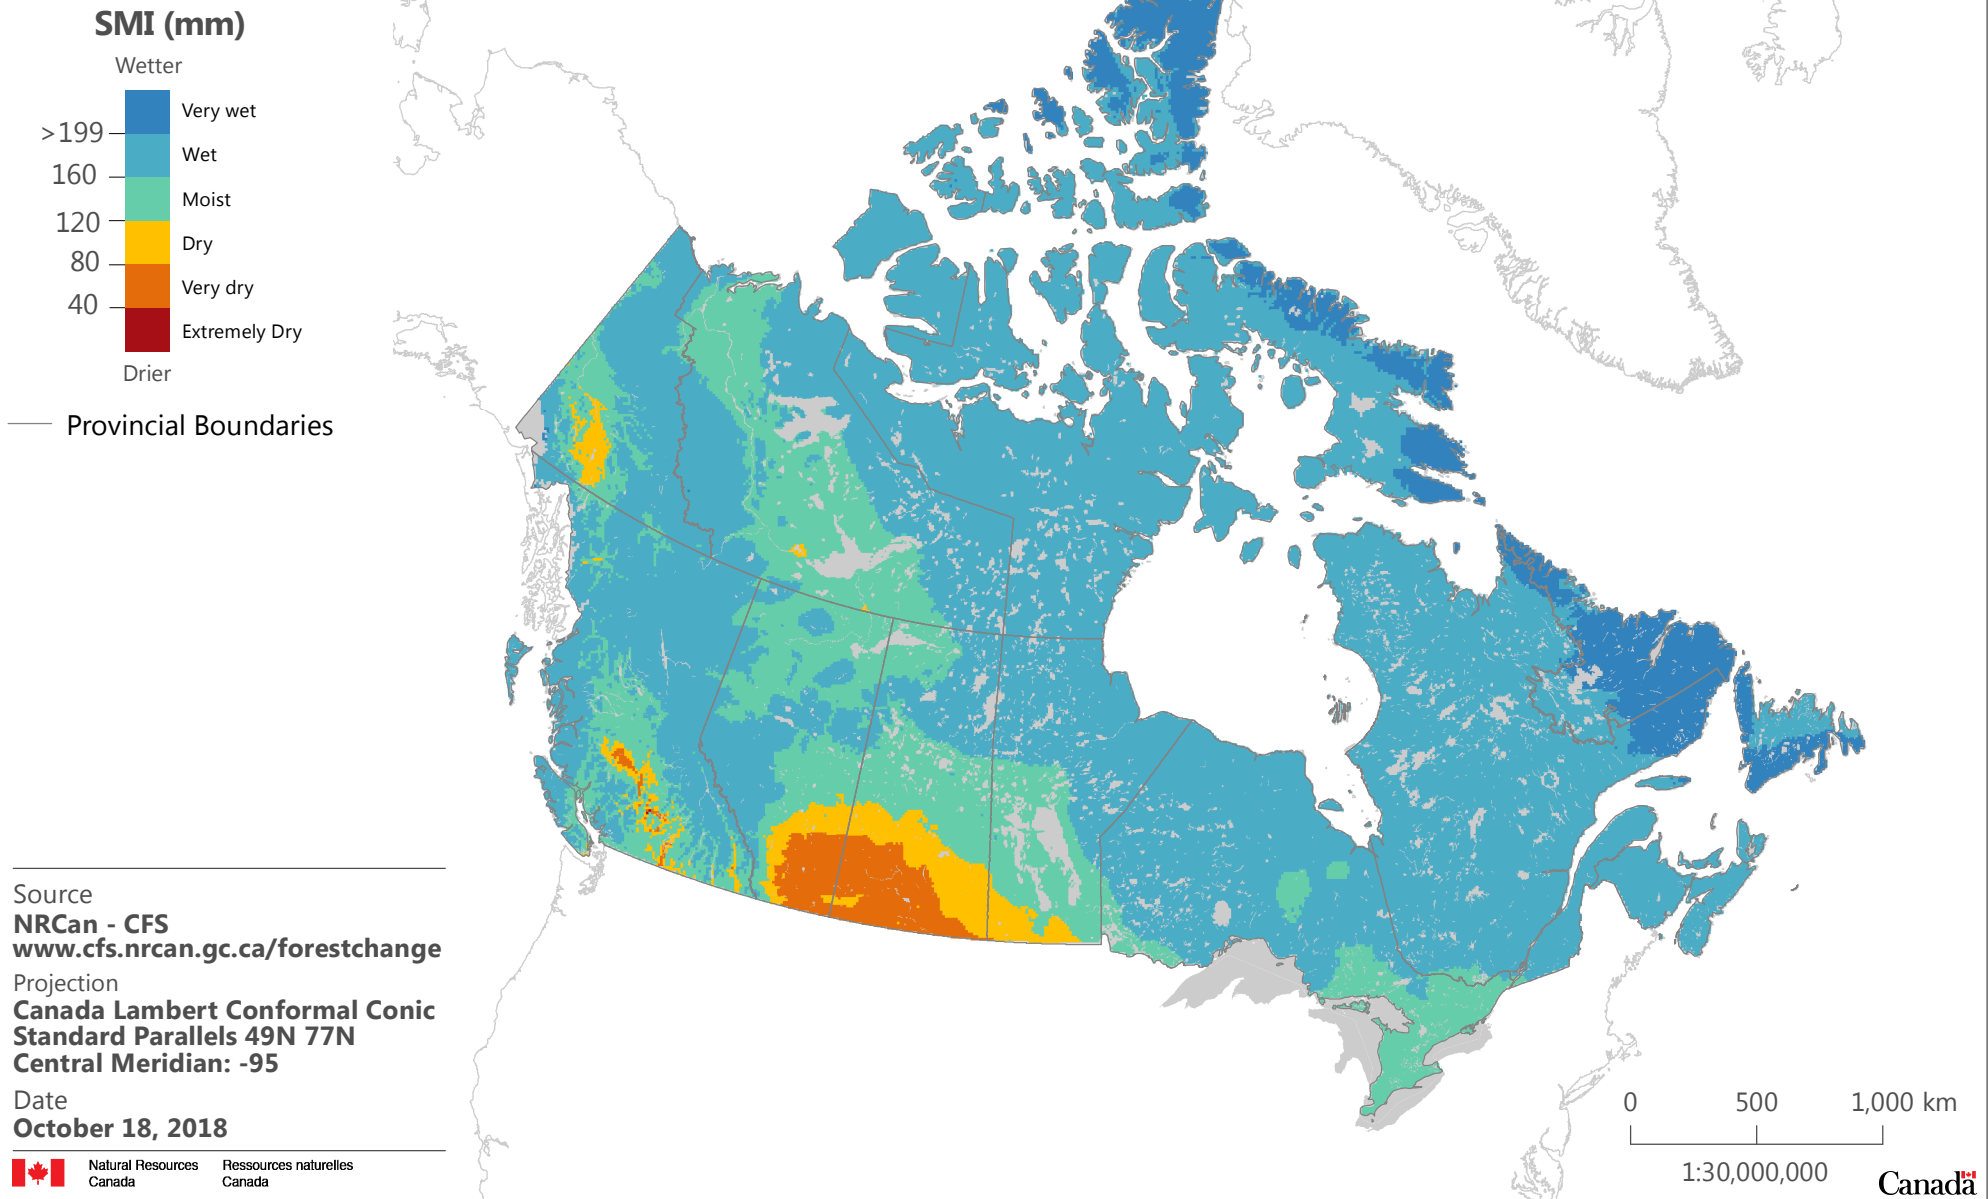 SMI (mm)
Wetter
Very wet
>199
Wet
160
Moist
120
Dry
80
Very dry
40
Extremely Dry
Drier
Provincial Boundaries
Source
NRCan - CFS
www.cfs.nrcan.gc.ca/forestchange
Projection
Canada Lambert Conformal Conic
Standard Parallels 49N 77N
Central Meridian: -95
Date
October 18, 2018
Natural Resources Ressources naturelles
Canada Canada
0 500 1,000 km
1:30,000,000
Canada